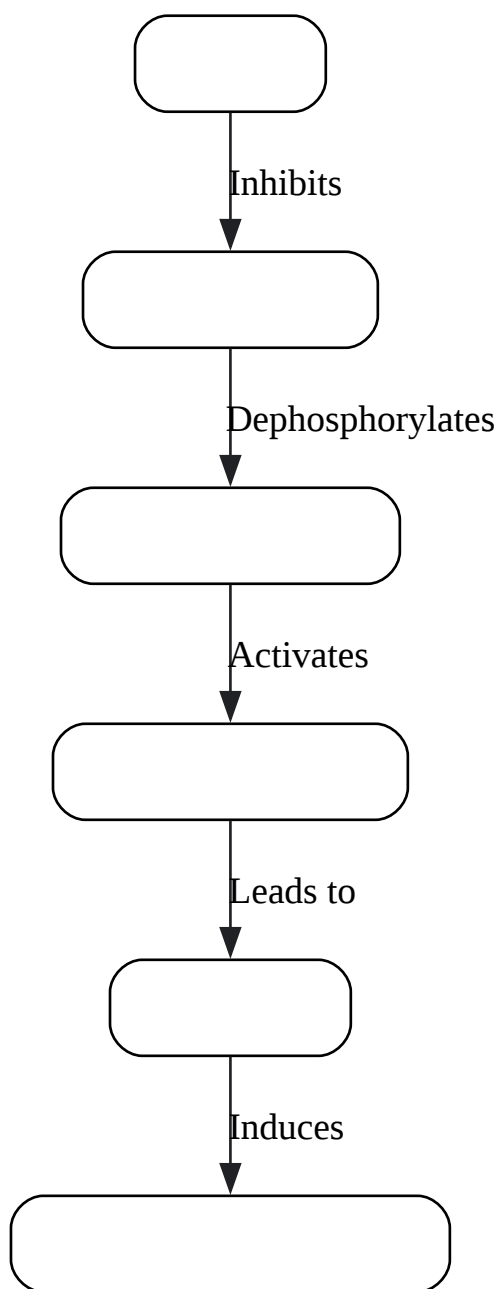 Inhibits
Dephosphorylates
Activates
Leads to
Induces